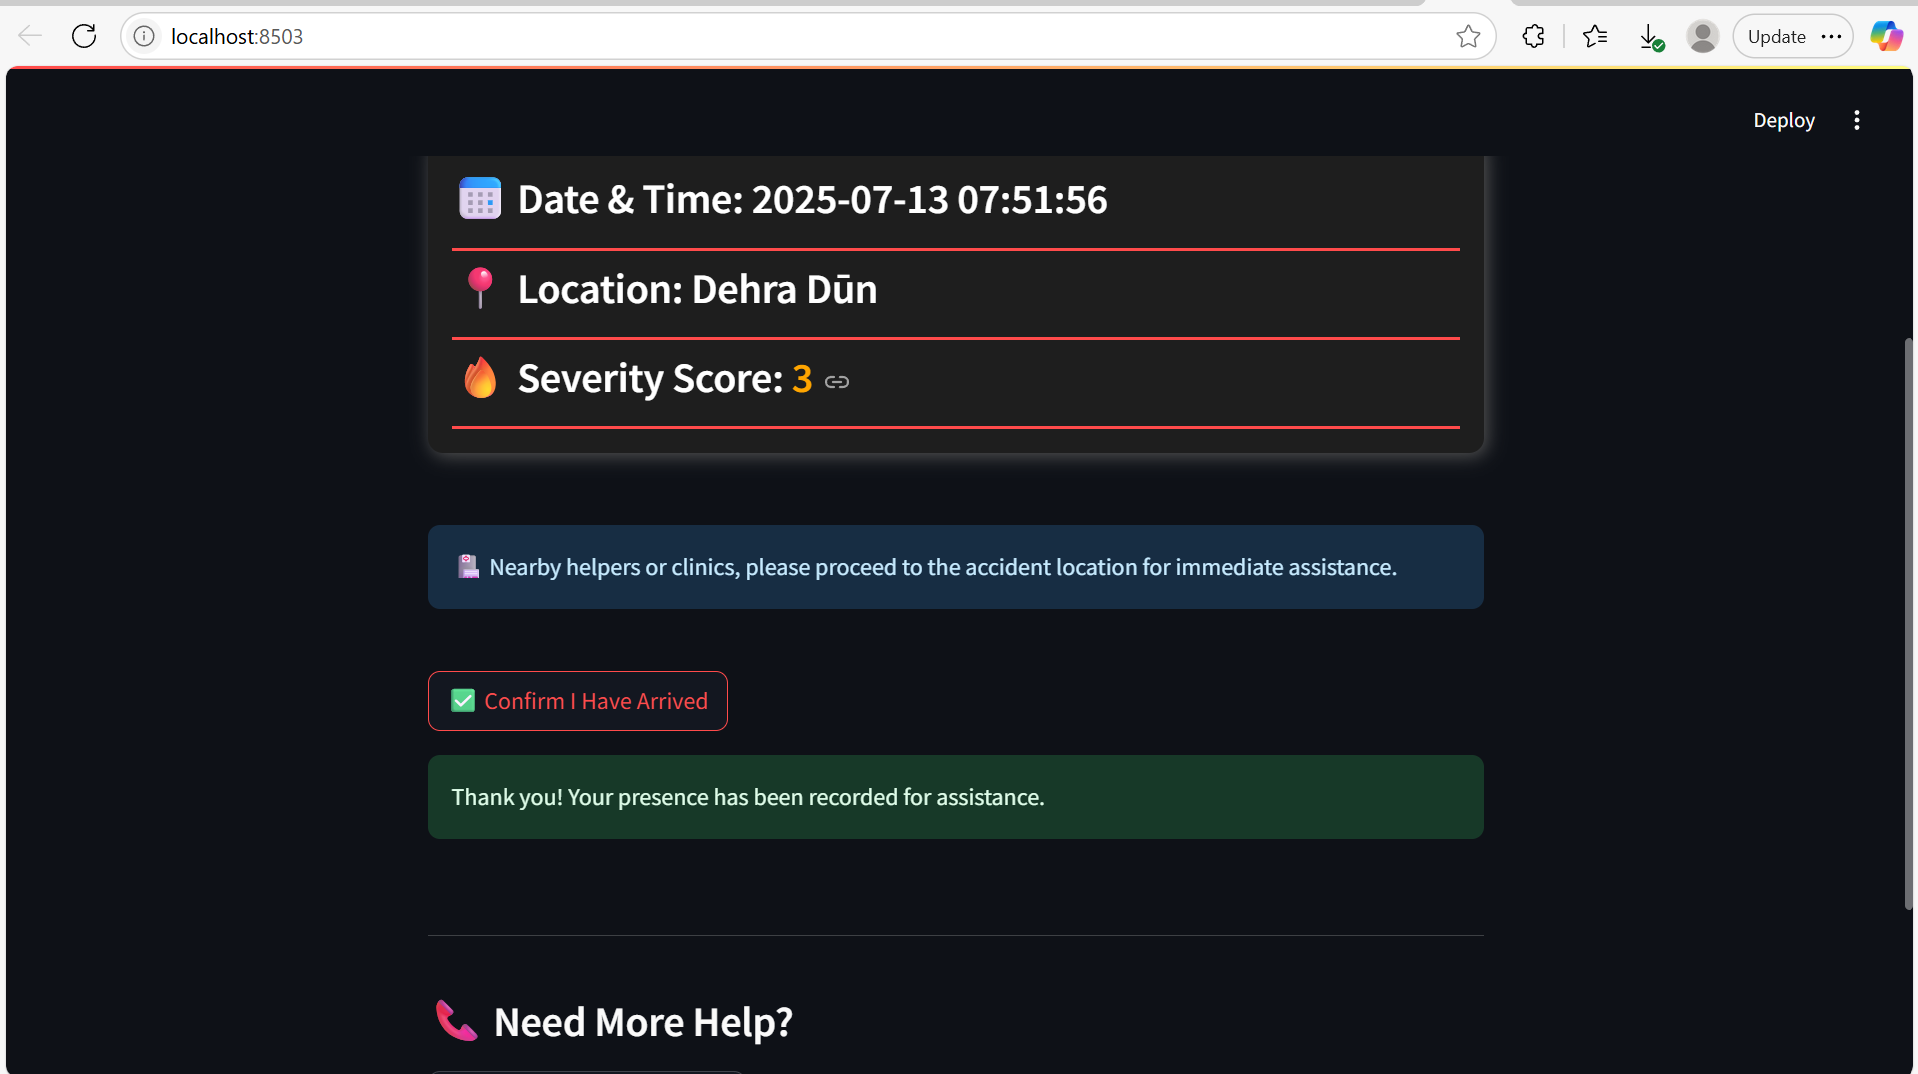 localhost:8503
Update
Deploy
Date & Time: 2025-07-13 07:51:56
Location: Dehra Dūn
Severity Score: 3
Nearby helpers or clinics, please proceed to the accident location for immediate assistance.
Confirm I Have Arrived
Thank you! Your presence has been recorded for assistance.
Need More Help?